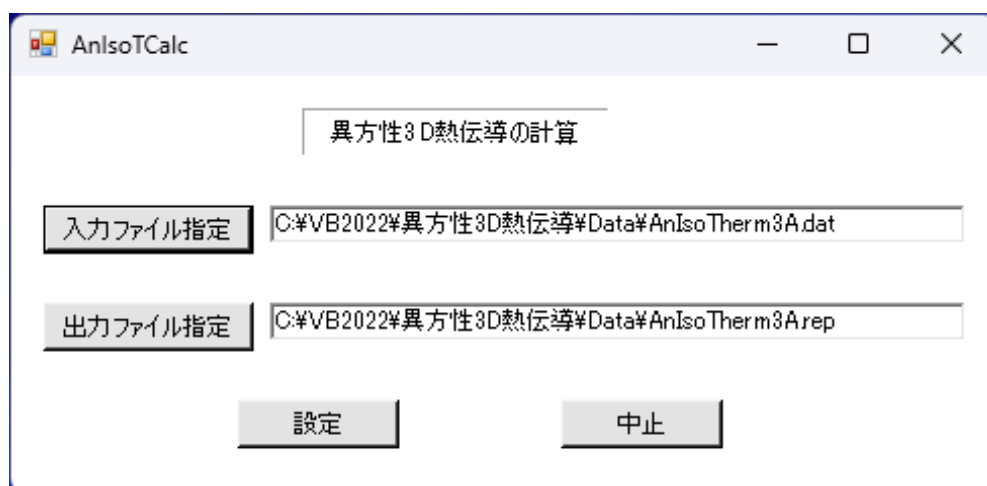 AnIsoTCalc
異方性3D熱伝導の計算
入力ファイル指定 C:¥VB2022¥異方性3D熱伝導¥Data¥AnIsoTherm3A.dat
出力ファイル指定 C:¥VB2022¥異方性3D熱伝導¥Data¥AnIsoTherm3A.rep
設定 中止